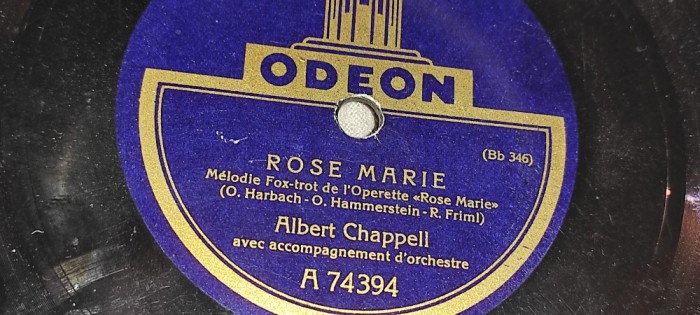 ODEON
(Bb 346)
ROSE MARIE
Mélodie Fox-trot de l'Operette «Rose Marie»
(O. Harbach - O. Hammerstein - R. Friml)
Albert Chappell
avec accompagnement d'orchestre
A 74394